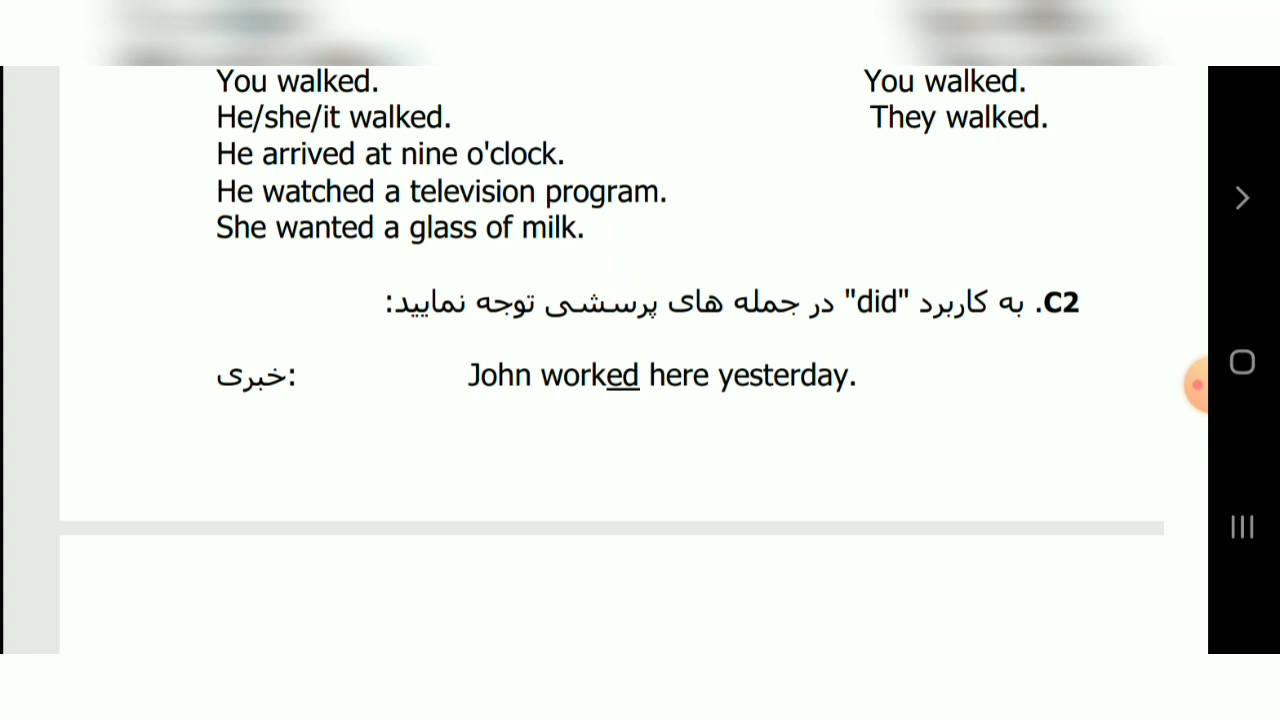 You walked. You walked.
He/she/it walked. They walked.
He arrived at nine o'clock.
He watched a television program.
She wanted a glass of milk.
C2. به کاربرد "did" در جمله های پرسشی توجه نمایید:
خبری: John worked here yesterday.